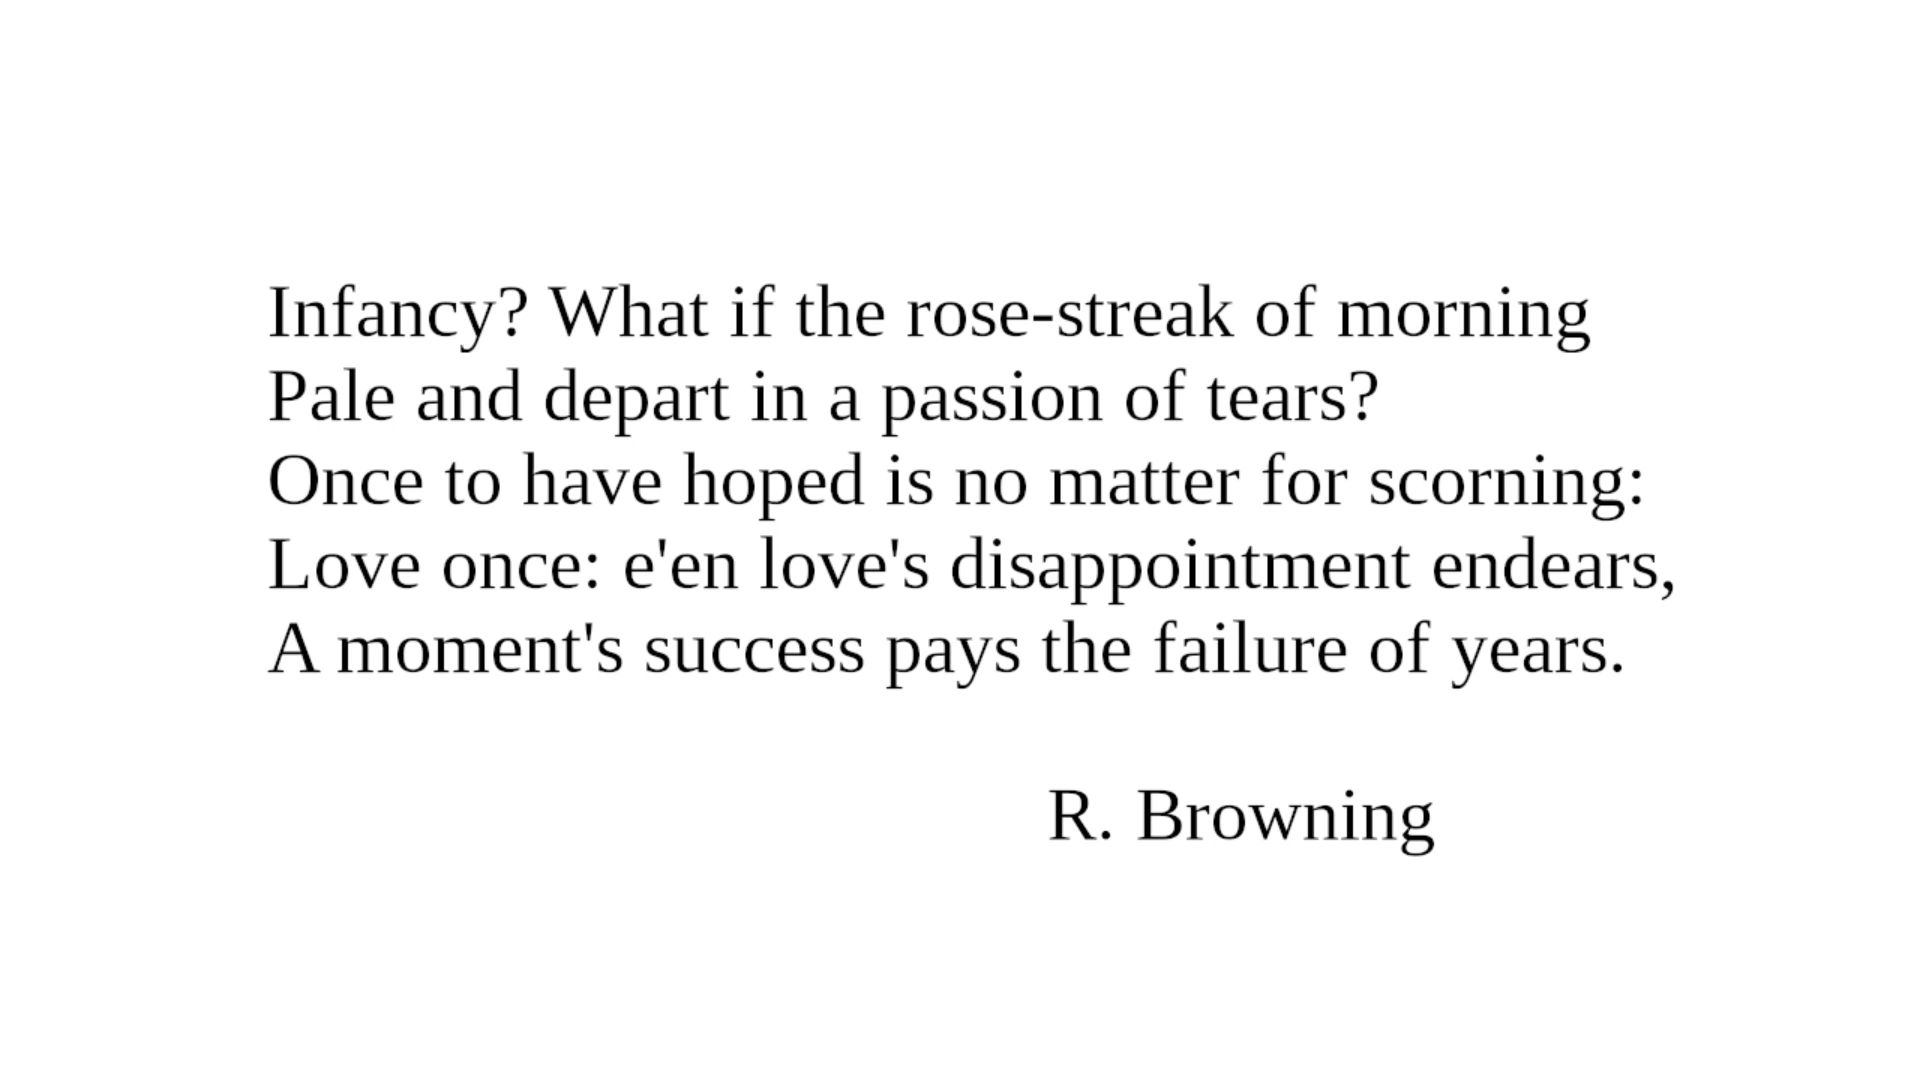 Infancy? What if the rose-streak of morning
Pale and depart in a passion of tears?
Once to have hoped is no matter for scorning:
Love once: e'en love's disappointment endears,
A moment's success pays the failure of years.
R. Browning